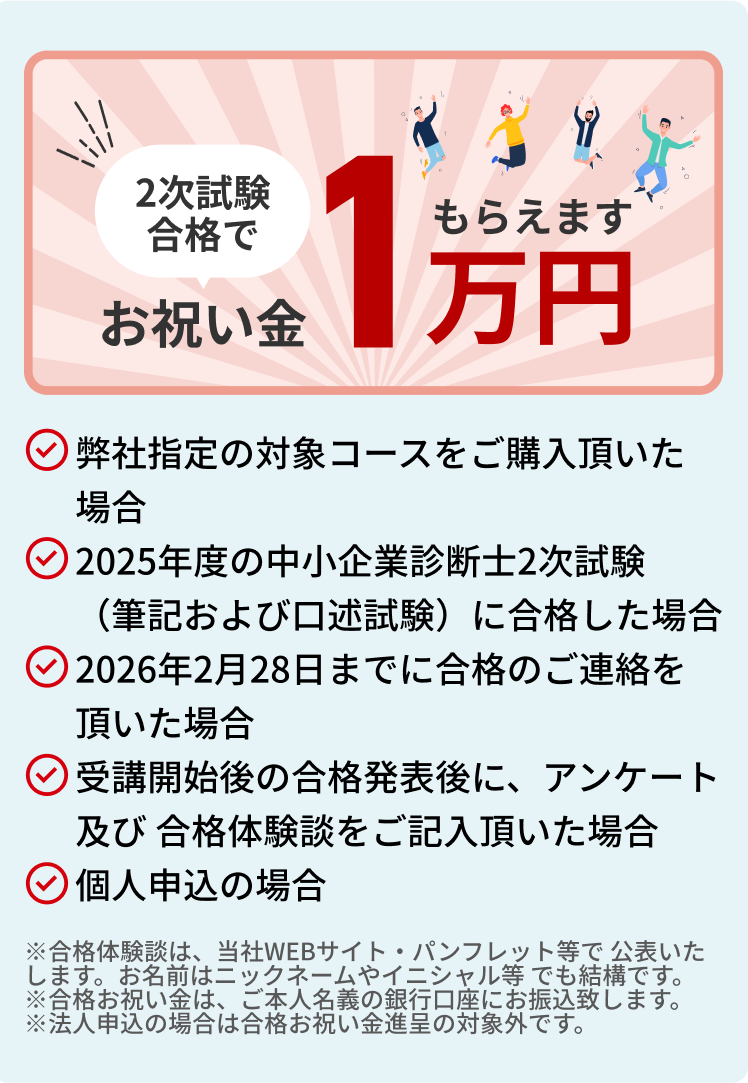 2次試験
合格で
お祝い金
1
もらえます
万円
弊社指定の対象コースをご購入頂いた
場合
2025年度の中小企業診断士2次試験
（筆記および口述試験）に合格した場合
2026年2月28日までに合格のご連絡を
頂いた場合
受講開始後の合格発表後に、アンケート
及び 合格体験談をご記入頂いた場合
個人申込の場合
※合格体験談は、当社WEBサイト・パンフレット等で 公表いた
します。お名前はニックネームやイニシャル等 でも結構です。
※合格お祝い金は、ご本人名義の銀行口座にお振込致します。
※法人申込の場合は合格お祝い金進呈の対象外です。